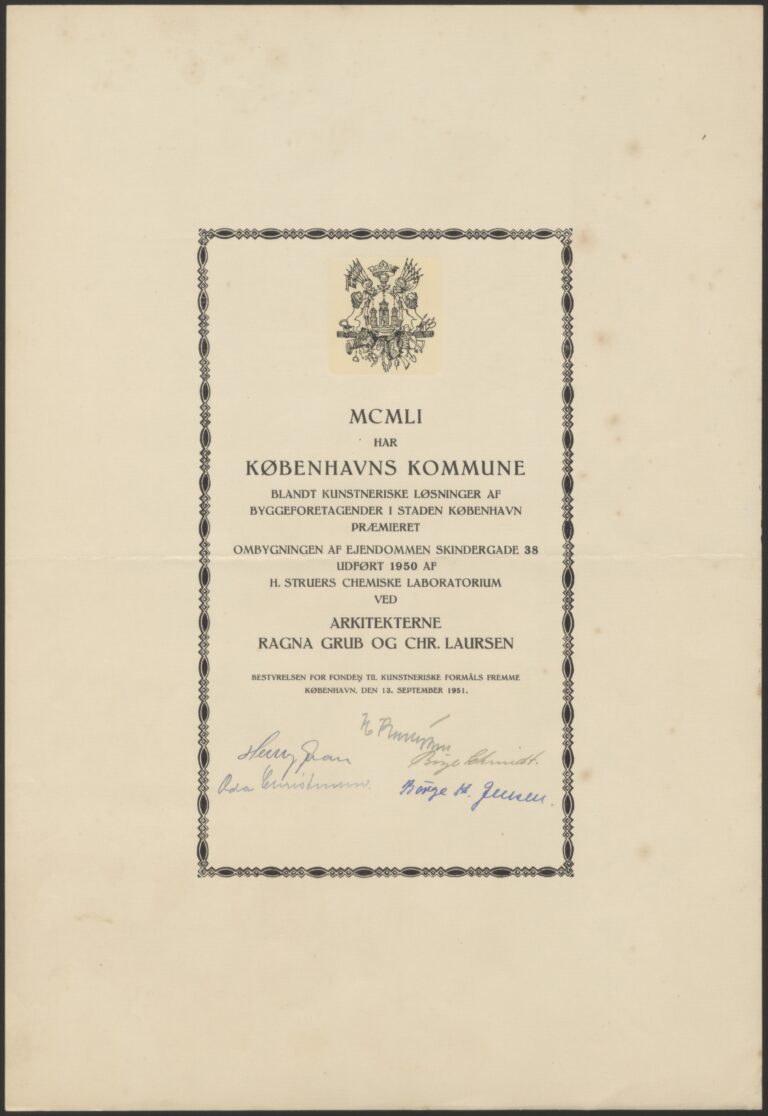 MCMLI
HAR
KØBENHAVNS KOMMUNE
BLANDT KUNSTNERISKE LØSNINGER AF
BYGGEFORETAGENDER I STADEN KØBENHAVN
PRÆMIERET
OMBYGNINGEN AF EJENDOMMEN SKINDERGADE 38
UDFØRT 1950 AF
H. STRUERS CHEMISKE LABORATORIUM
VED
ARKITEKTERNE
RAGNA GRUB OG CHR. LAURSEN
BESTYRELSEN FOR FONDEN TIL KUNSTNERISKE FORMÅLS FREMME
KØBENHAVN, DEN 13. SEPTEMBER 1951.
Børge Schmidt.
Børge H. Jensen.